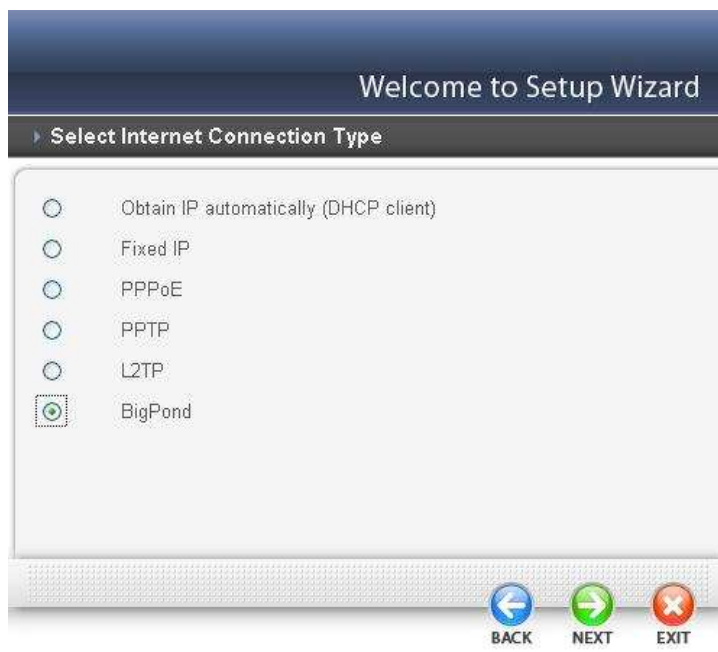 Welcome to Setup Wizard
Select Internet Connection Type
Obtain IP automatically (DHCP client)
Fixed IP
PPPoE
PPTP
L2TP
BigPond
BACK NEXT EXIT